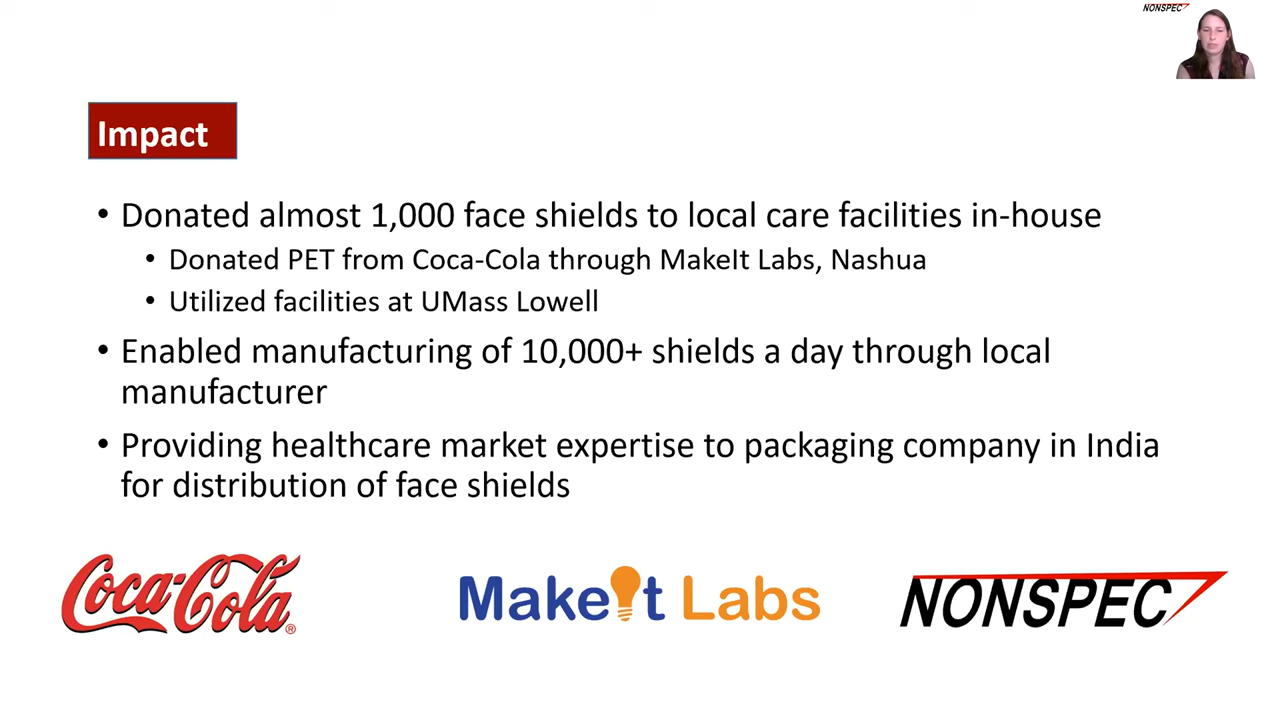 NONSPEC
Impact
• Donated almost 1,000 face shields to local care facilities in-house
• Donated PET from Coca-Cola through MakeIt Labs, Nashua
• Utilized facilities at UMass Lowell
• Enabled manufacturing of 10,000+ shields a day through local
manufacturer
• Providing healthcare market expertise to packaging company in India
for distribution of face shields
Coca-Cola ® MakeIt Labs NONSPEC